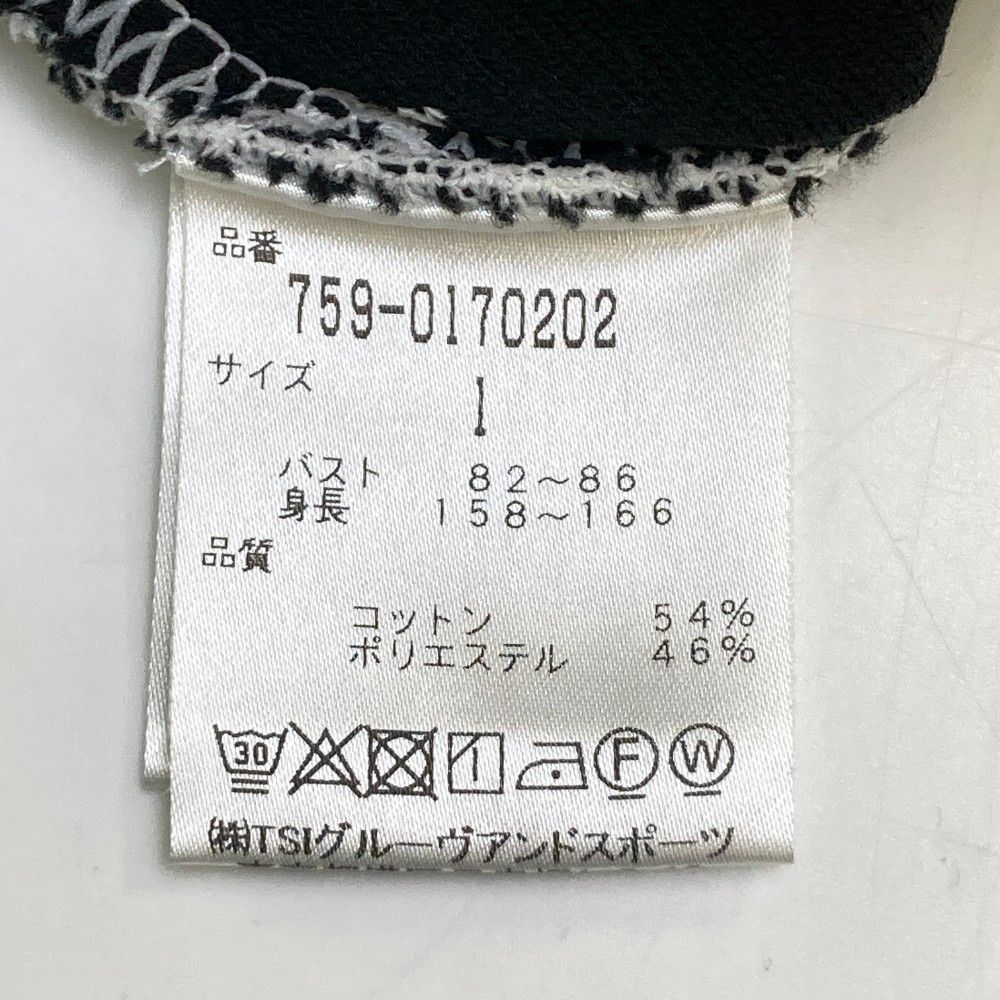 品番
759-0170202
サイズ
1
バスト 82～86
身長 158～166
品質
コットン 54%
ポリエステル 46%
30 F W
㈱TSIグルーヴアンドスポーツ